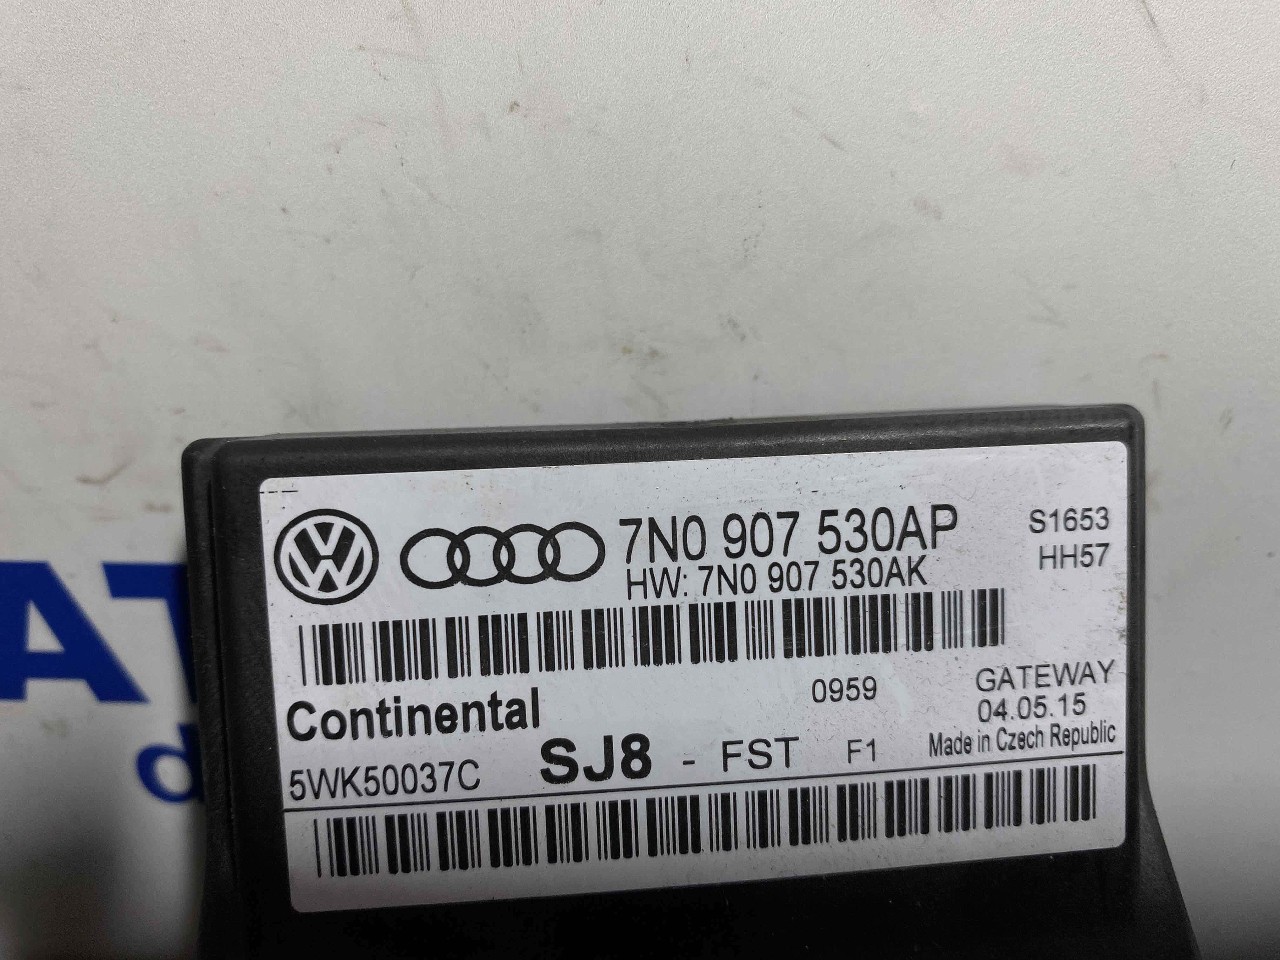 7N0 907 530AP
S1653
HW: 7N0 907 530AK
HH57
Continental
0959
GATEWAY
04.05.15
5WK50037C
SJ8 - FST F1
Made in Czech Republic
AT
d